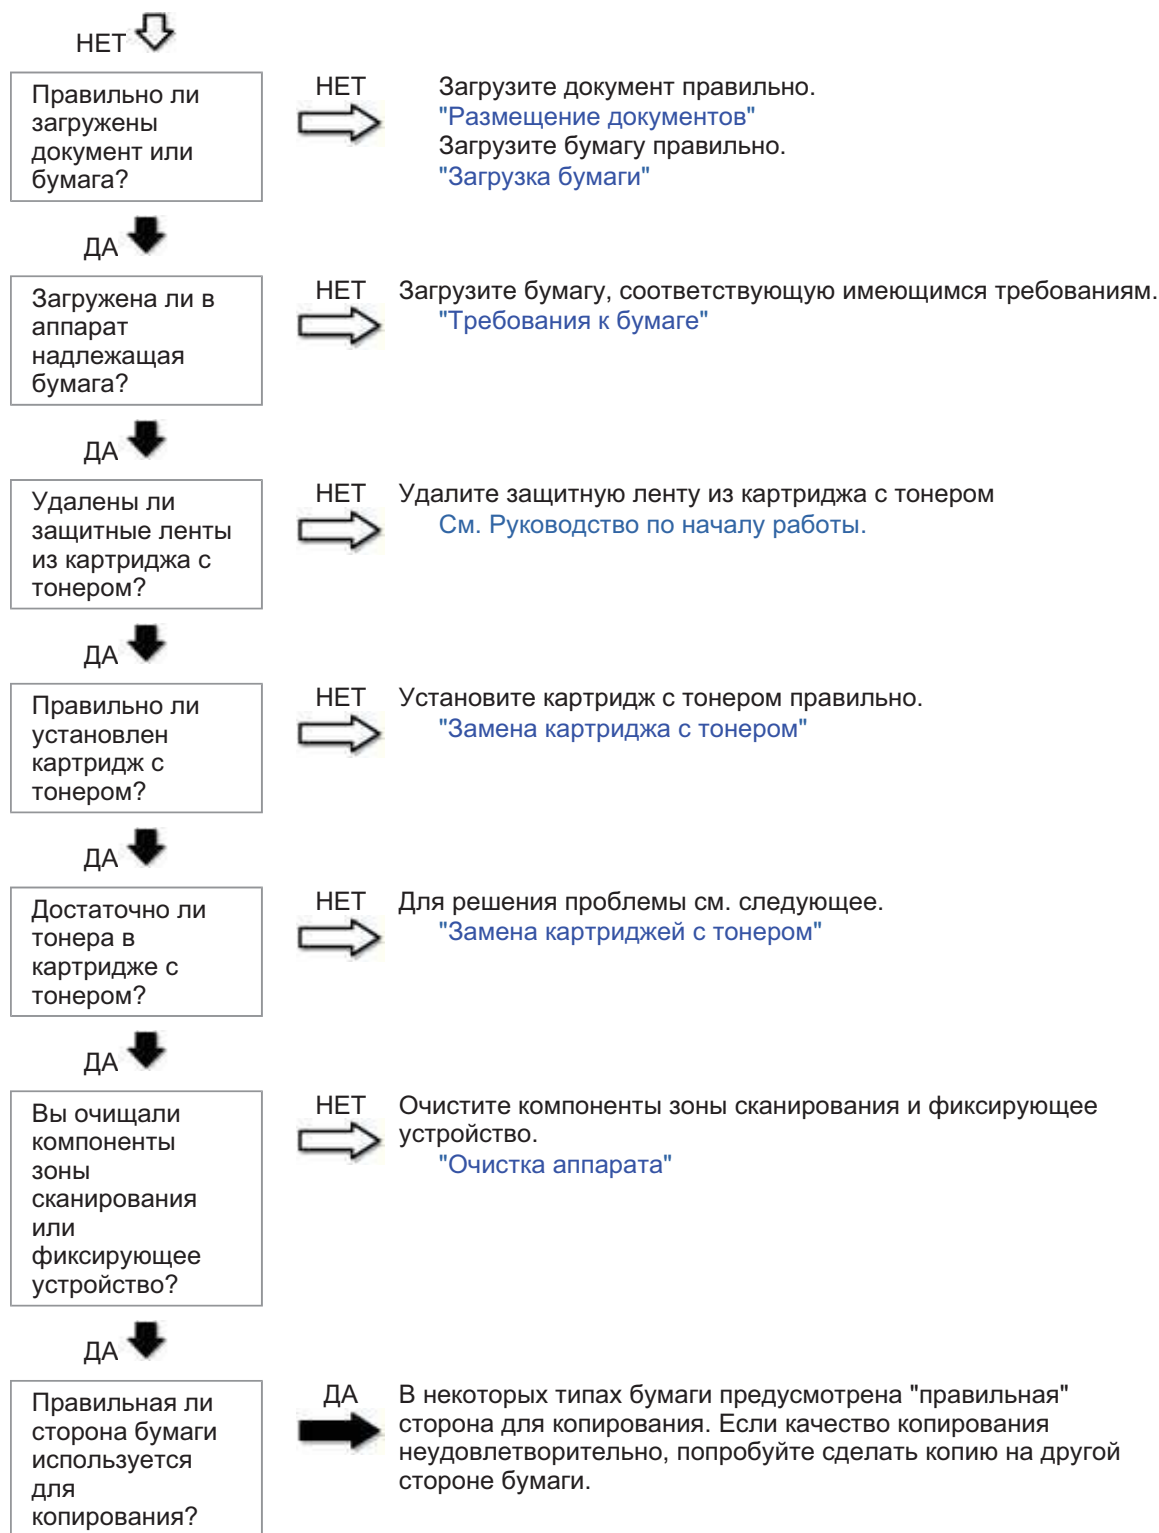 НЕТ
Правильно ли
загружены
документ или
бумага?
НЕТ
Загрузите документ правильно.
"Размещение документов"
Загрузите бумагу правильно.
"Загрузка бумаги"
ДА
Загружена ли в
аппарат
надлежащая
бумага?
НЕТ
Загрузите бумагу, соответствующую имеющимся требованиям.
"Требования к бумаге"
ДА
Удалены ли
защитные ленты
из картриджа с
тонером?
НЕТ
Удалите защитную ленту из картриджа с тонером
См. Руководство по началу работы.
ДА
Правильно ли
установлен
картридж с
тонером?
НЕТ
Установите картридж с тонером правильно.
"Замена картриджа с тонером"
ДА
Достаточно ли
тонера в
картридже с
тонером?
НЕТ
Для решения проблемы см. следующее.
"Замена картриджей с тонером"
ДА
Вы очищали
компоненты
зоны
сканирования
или
фиксирующее
устройство?
НЕТ
Очистите компоненты зоны сканирования и фиксирующее
устройство.
"Очистка аппарата"
ДА
Правильная ли
сторона бумаги
используется
для
копирования?
ДА
В некоторых типах бумаги предусмотрена "правильная"
сторона для копирования. Если качество копирования
неудовлетворительно, попробуйте сделать копию на другой
стороне бумаги.